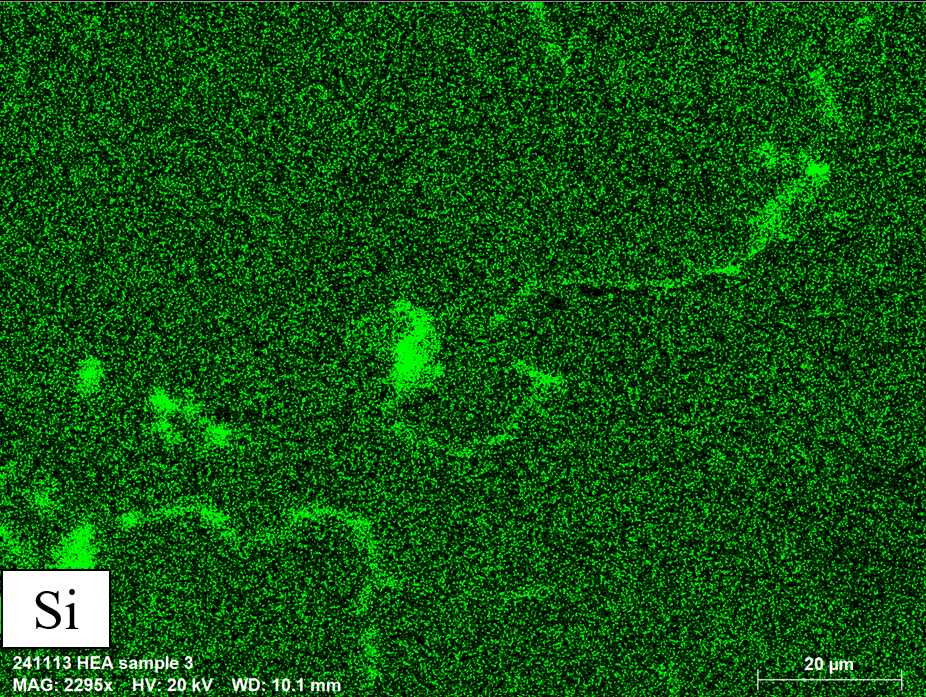 Si
241113 HEA sample 3
MAG: 2295x HV: 20 kV WD: 10.1 mm
20 µm